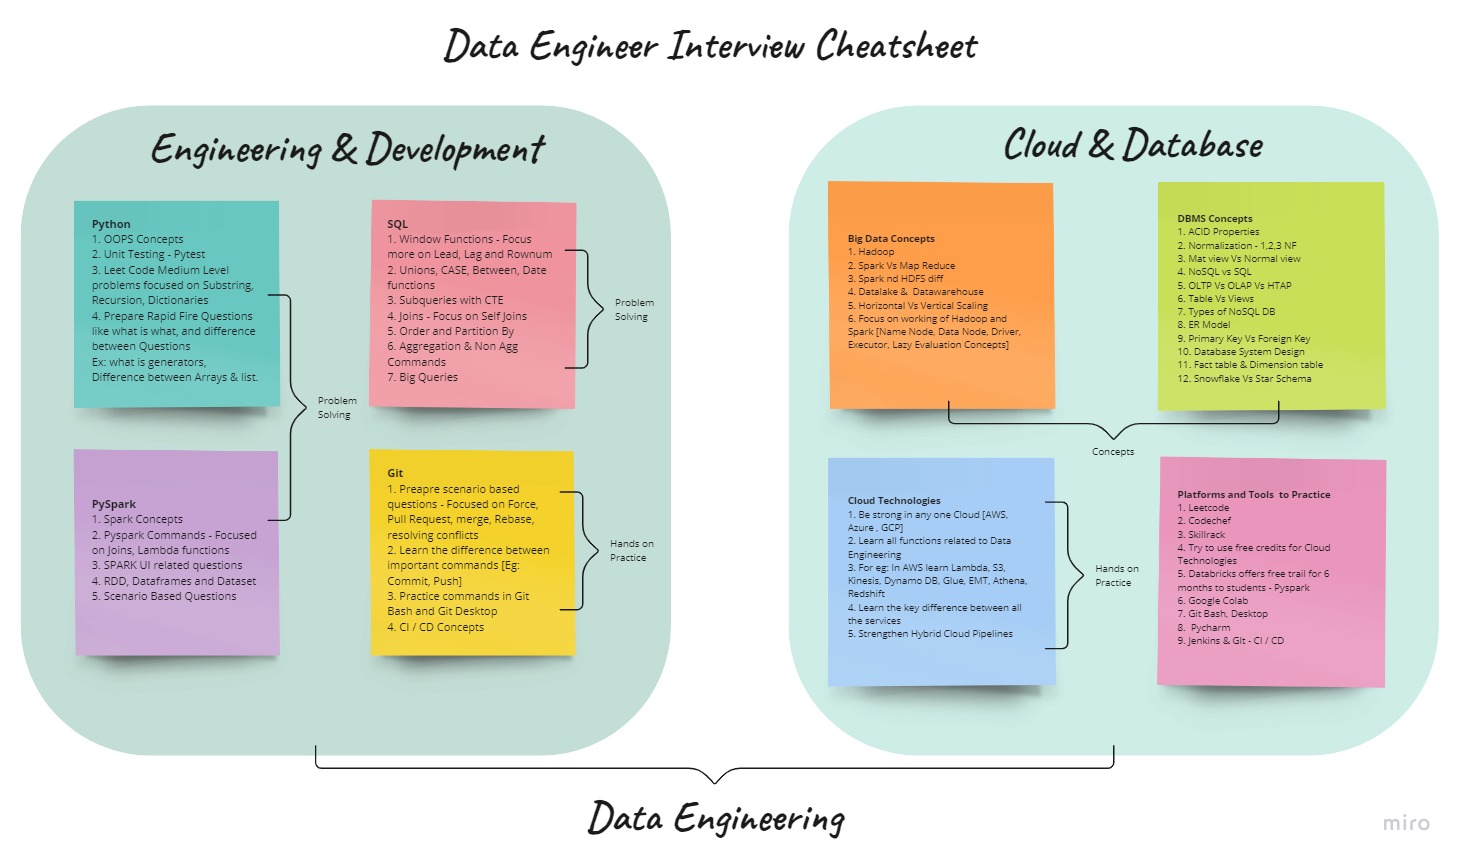 Data Engineer Interview Cheatsheet
Engineering & Development
Python
1. OOPS Concepts
2. Unit Testing - Pytest
3. Leet Code Medium Level
problems focused on Substring,
Recursion, Dictionaries
4. Prepare Rapid Fire Questions
like what is what, and difference
between Questions
Ex: what is generators,
Difference between Arrays & list.
SQL
1. Window Functions - Focus
more on Lead, Lag and Rownum
2. Unions, CASE, Between, Date
functions
3. Subqueries with CTE
4. Joins - Focus on Self Joins
5. Order and Partition By
6. Aggregation & Non Agg
Commands
7. Big Queries
Problem
Solving
Problem
Solving
PySpark
1. Spark Concepts
2. Pyspark Commands - Focused
on Joins, Lambda functions
3. SPARK UI related questions
4. RDD, Dataframes and Dataset
5. Scenario Based Questions
Git
1. Preapre scenario based
questions - Focused on Force,
Pull Request, merge, Rebase,
resolving conflicts
2. Learn the difference between
important commands [Eg:
Commit, Push]
3. Practice commands in Git
Bash and Git Desktop
4. CI / CD Concepts
Hands on
Practice
Cloud & Database
Big Data Concepts
1. Hadoop
2. Spark Vs Map Reduce
3. Spark nd HDFS diff
4. Datalake & Datawarehouse
5. Horizontal Vs Vertical Scaling
6. Focus on working of Hadoop and
Spark [Name Node, Data Node, Driver,
Executor, Lazy Evaluation Concepts]
DBMS Concepts
1. ACID Properties
2. Normalization - 1,2,3 NF
3. Mat view Vs Normal view
4. NoSQL vs SQL
5. OLTP Vs OLAP Vs HTAP
6. Table Vs Views
7. Types of NoSQL DB
8. ER Model
9. Primary Key Vs Foreign Key
10. Database System Design
11. Fact table & Dimension table
12. Snowflake Vs Star Schema
Concepts
Cloud Technologies
1. Be strong in any one Cloud [AWS,
Azure , GCP]
2. Learn all functions related to Data
Engineering
3. For eg: In AWS learn Lambda, S3,
Kinesis, Dynamo DB, Glue, EMT, Athena,
Redshift
4. Learn the key difference between all
the services
5. Strengthen Hybrid Cloud Pipelines
Hands on
Practice
Platforms and Tools to Practice
1. Leetcode
2. Codechef
3. Skillrack
4. Try to use free credits for Cloud
Technologies
5. Databricks offers free trail for 6
months to students - Pyspark
6. Google Colab
7. Git Bash, Desktop
8. Pycharm
9. Jenkins & Git - CI / CD
Data Engineering
miro